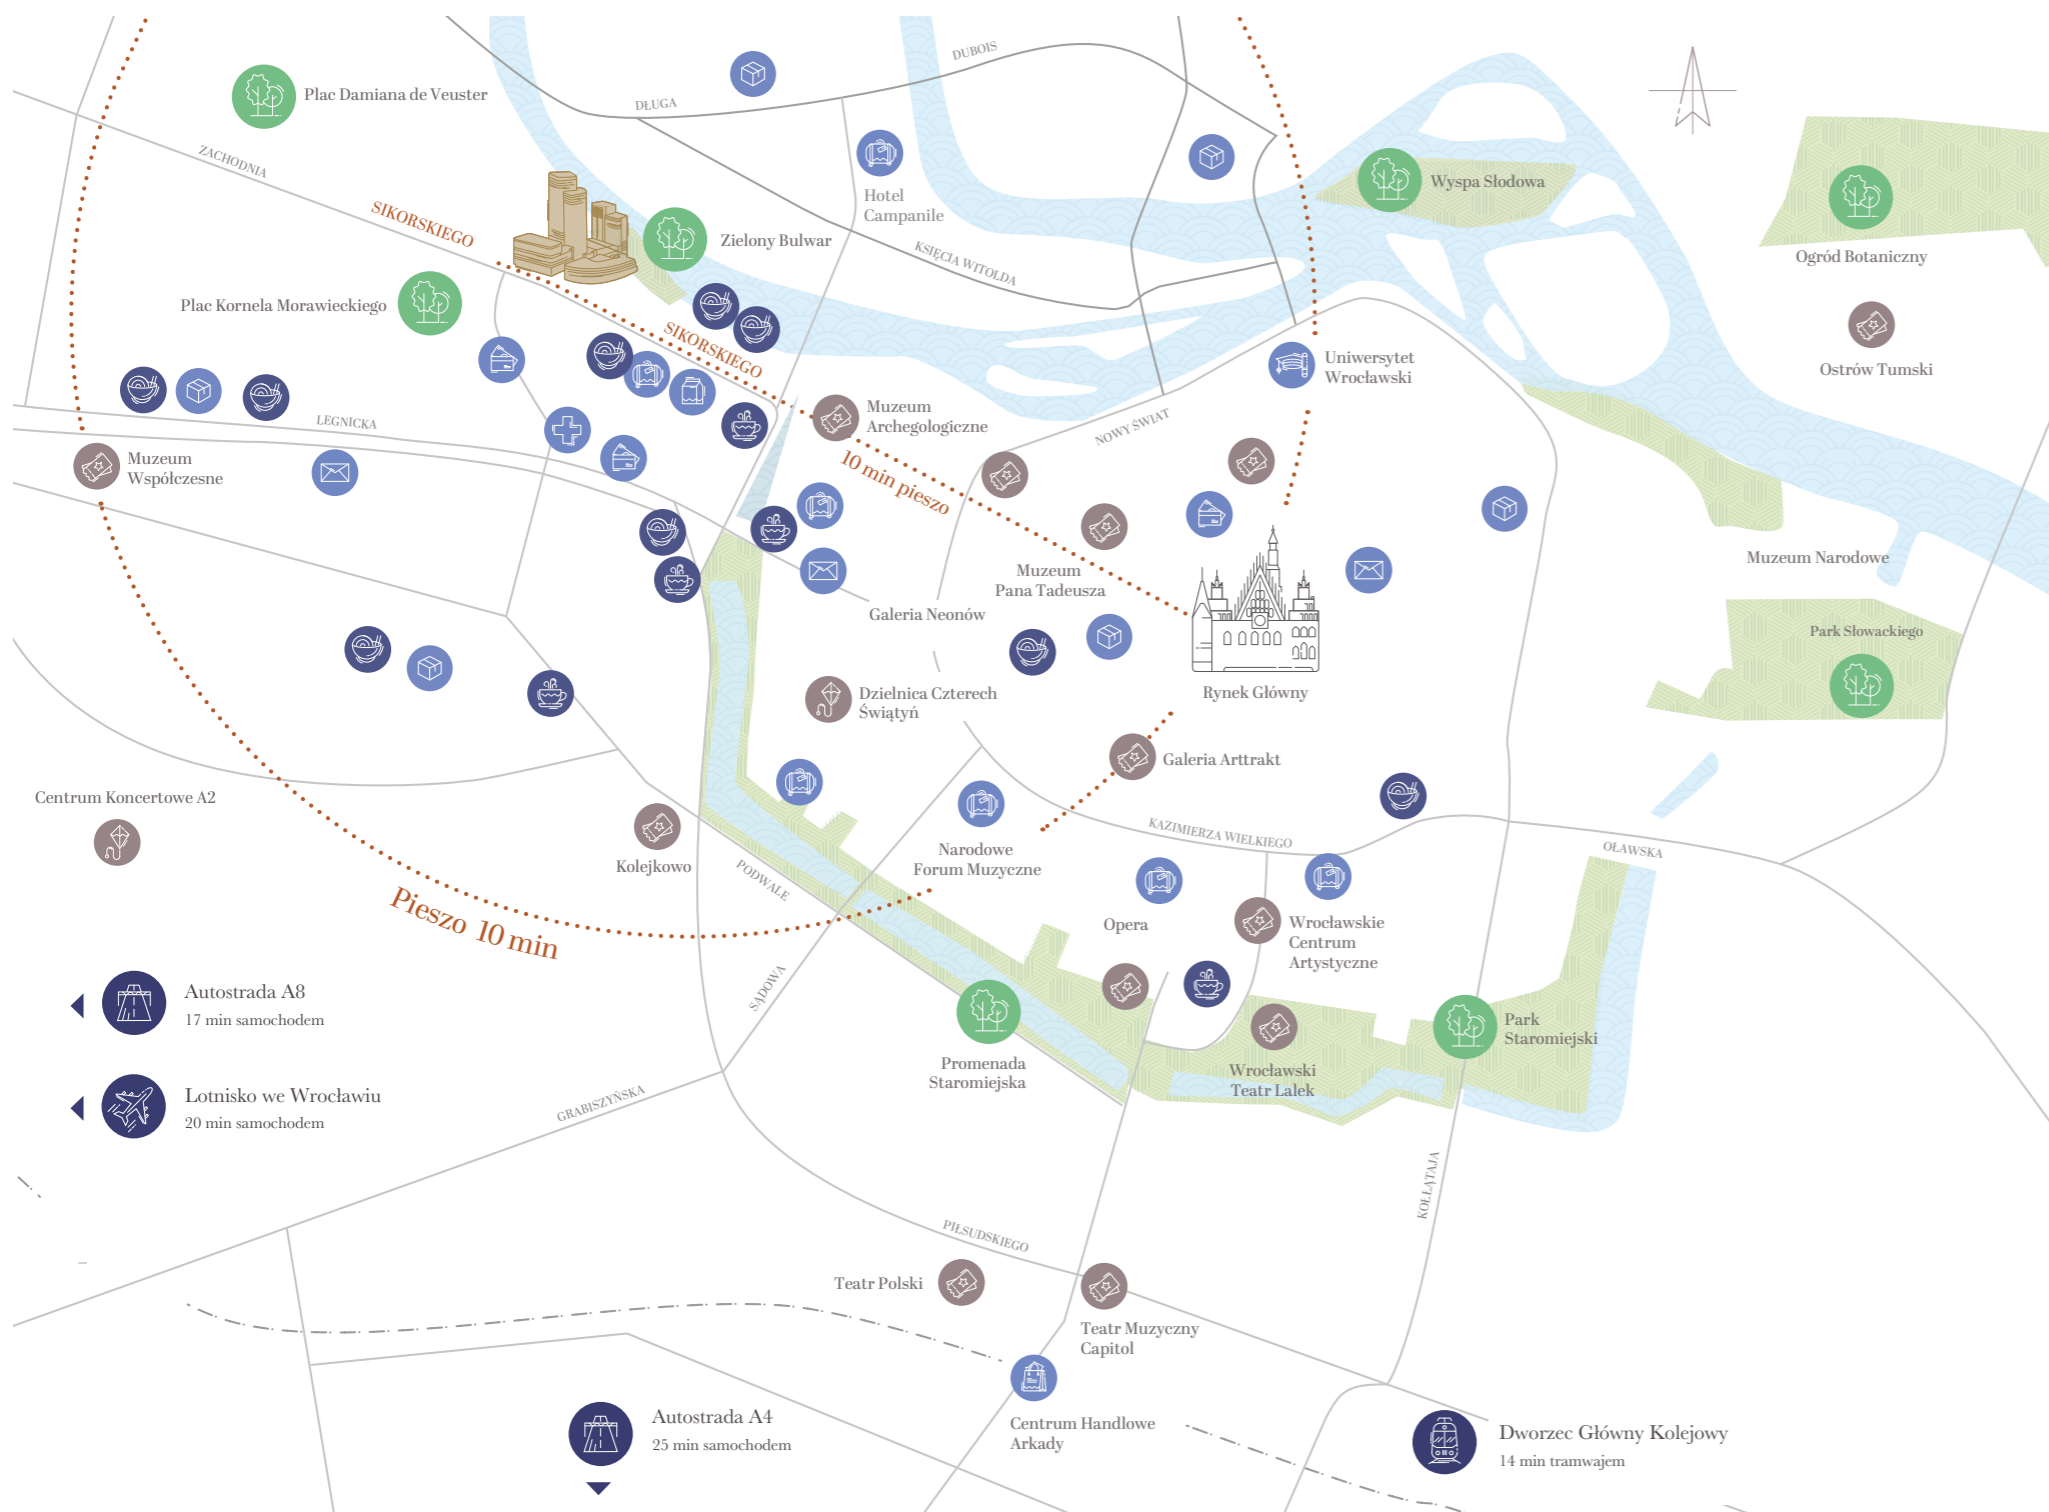 DUBOIS
DŁUGA
Plac Damiana de Veuster
ZACHODNIA
Hotel
Campanile
Wyspa Słodowa
SIKORSKIEGO
Zielony Bulwar
KSIĘCIA WITOLDA
Ogród Botaniczny
Plac Kornela Morawieckiego
SIKORSKIEGO
Uniwersytet
Wrocławski
Ostrów Tumski
LEGNICKA
Muzeum
Archegologiczne
NOWY ŚWIAT
Muzeum
Współczesne
10 min pieszo
Muzeum Narodowe
Muzeum
Pana Tadeusza
Galeria Neonów
Park Słowackiego
Rynek Główny
Dzielnica Czterech
Świątyń
Galeria Arttrakt
Centrum Koncertowe A2
KAZIMIERZA WIELKIEGO
OŁAWSKA
Kolejkowo
PODWALE
Narodowe
Forum Muzyczne
Pieszo 10 min
Opera
Wrocławskie
Centrum
Artystyczne
SĄDOWA
Autostrada A8
17 min samochodem
Park
Staromiejski
Promenada
Staromiejska
Wrocławski
Teatr Lalek
Lotnisko we Wrocławiu
20 min samochodem
GRABISZYŃSKA
KOŁŁĄTAJA
PIŁSUDSKIEGO
Teatr Polski
Teatr Muzyczny
Capitol
Autostrada A4
25 min samochodem
Centrum Handlowe
Arkady
Dworzec Główny Kolejowy
14 min tramwajem